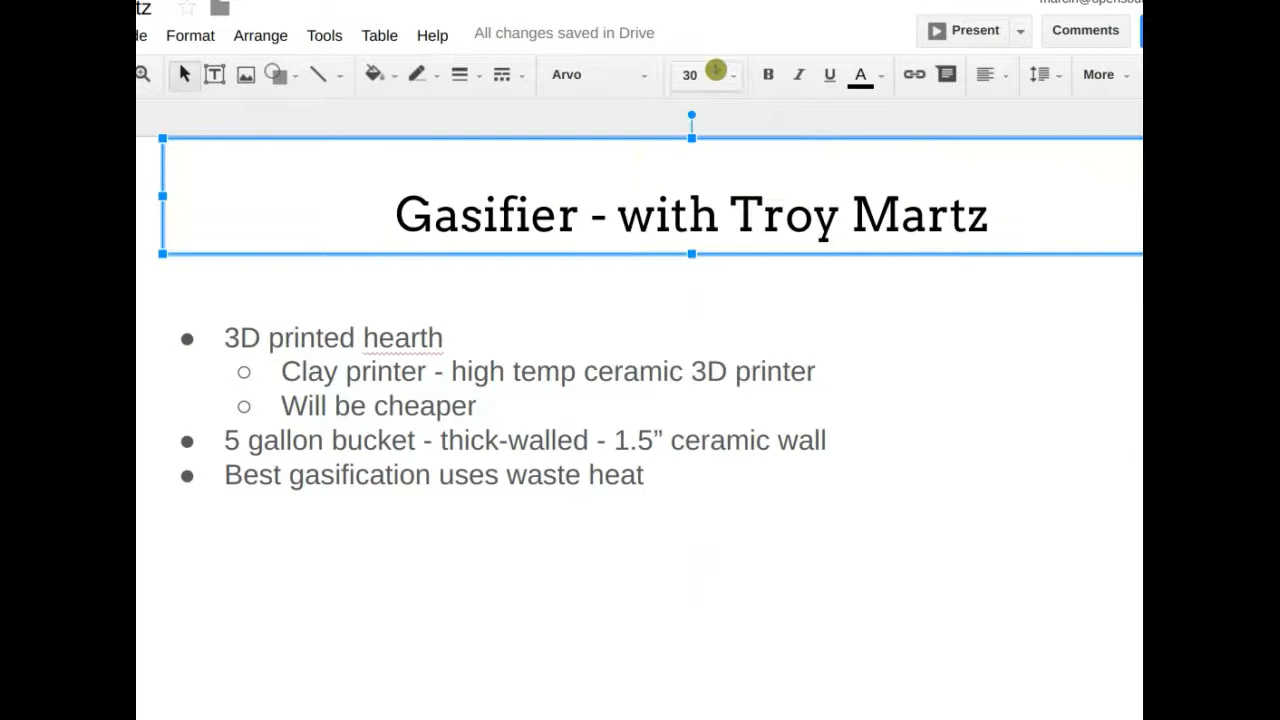 tz
de Format Arrange Tools Table Help All changes saved in Drive Present Comments
Arvo 30 B I U A More
Gasifier - with Troy Martz
● 3D printed hearth
○ Clay printer - high temp ceramic 3D printer
○ Will be cheaper
● 5 gallon bucket - thick-walled - 1.5” ceramic wall
● Best gasification uses waste heat